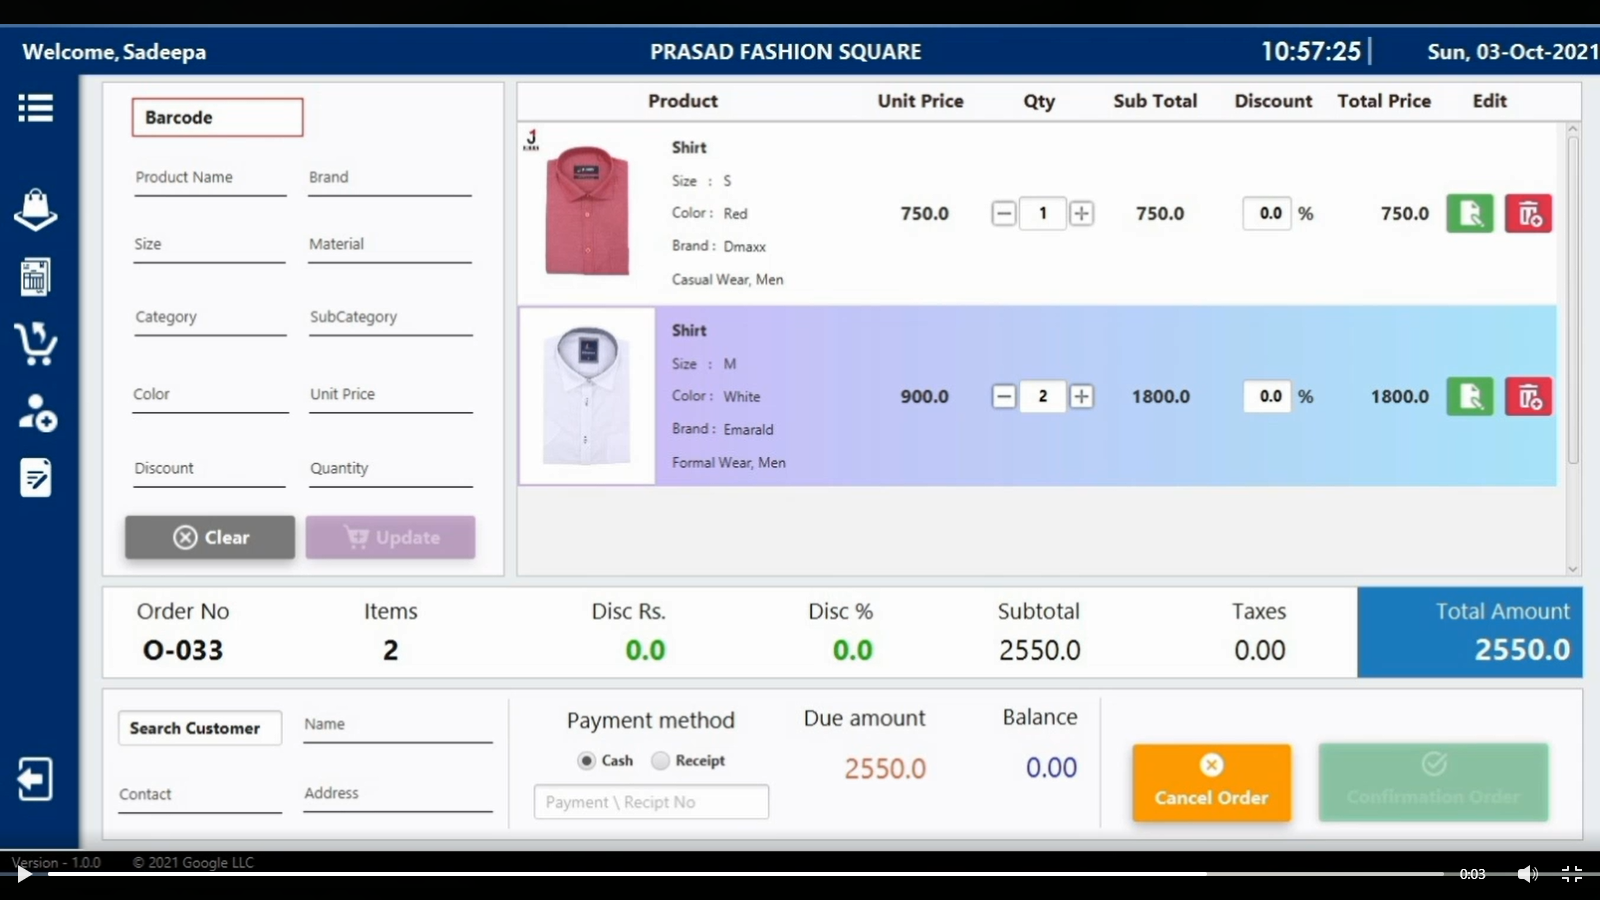 Welcome, Sadeepa
PRASAD FASHION SQUARE
10:57:25
Sun, 03-Oct-2021
Barcode
Product Name
Brand
Size
Material
Category
SubCategory
Color
Unit Price
Discount
Quantity
Clear
Update
Product Unit Price Qty Sub Total Discount Total Price Edit
Shirt
Size : S
Color : Red
Brand : Dmaxx
Casual Wear, Men
750.0 1 750.0 0.0 % 750.0
Shirt
Size : M
Color : White
Brand : Emarald
Formal Wear, Men
900.0 2 1800.0 0.0 % 1800.0
Order No Items Disc Rs. Disc % Subtotal Taxes Total Amount
O-033 2 0.0 0.0 2550.0 0.00 2550.0
Search Customer
Name
Contact
Address
Payment method
Cash Receipt
Payment \ Recipt No
Due amount
2550.0
Balance
0.00
Cancel Order
Confirmation Order
Version - 1.0.0 © 2021 Google LLC
0:03